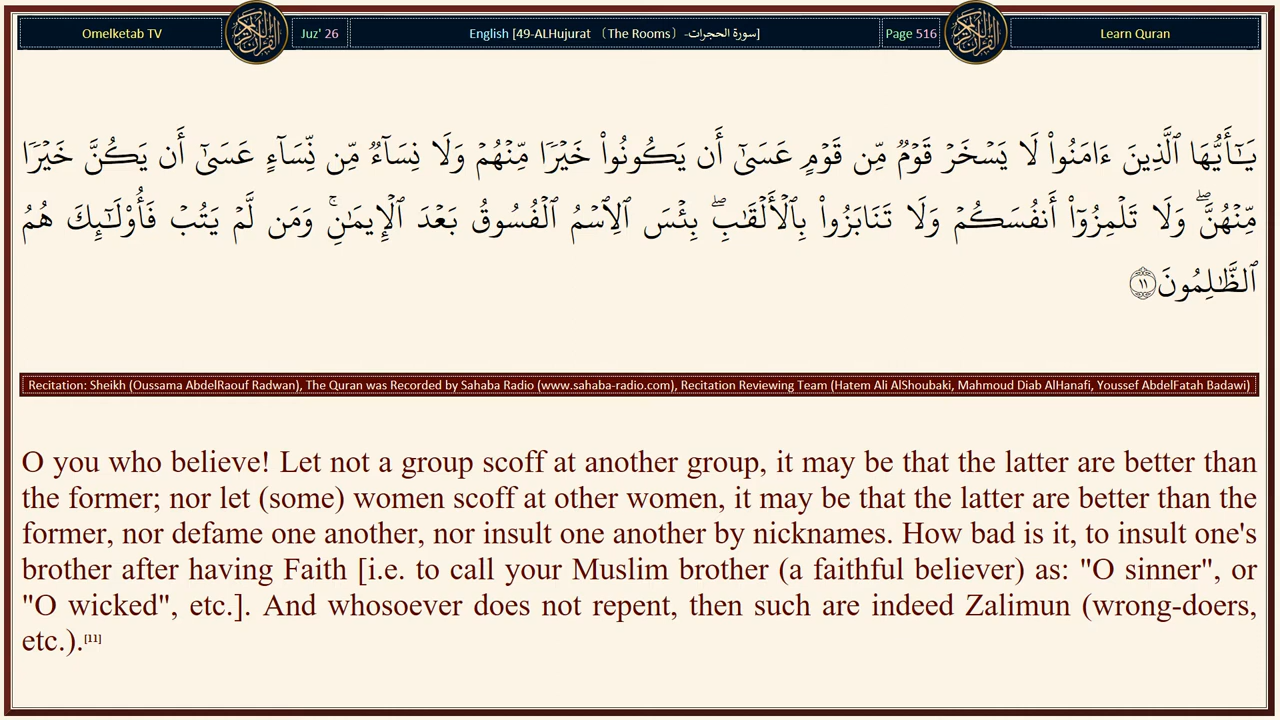 Omelketab TV
Juz' 26
English [49-ALHujurat （The Rooms） -سورة الحجرات]
Page 516
Learn Quran
يَـٰٓأَيُّهَا ٱلَّذِينَ ءَامَنُوا۟ لَا يَسْخَرْ قَوْمٌ مِّن قَوْمٍ عَسَىٰٓ أَن يَكُونُوا۟ خَيْرًا مِّنْهُمْ وَلَا نِسَآءٌ مِّن نِّسَآءٍ عَسَىٰٓ أَن يَكُنَّ خَيْرًا
مِّنْهُنَّ ۖ وَلَا تَلْمِزُوٓا۟ أَنفُسَكُمْ وَلَا تَنَابَزُوا۟ بِٱلْأَلْقَـٰبِ ۖ بِئْسَ ٱلِٱسْمُ ٱلْفُسُوقُ بَعْدَ ٱلْإِيمَـٰنِ ۚ وَمَن لَّمْ يَتُبْ فَأُو۟لَـٰٓئِكَ هُمُ
ٱلظَّـٰلِمُونَ ١١
Recitation: Sheikh (Oussama AbdelRaouf Radwan), The Quran was Recorded by Sahaba Radio (www.sahaba-radio.com), Recitation Reviewing Team (Hatem Ali AlShoubaki, Mahmoud Diab AlHanafi, Youssef AbdelFatah Badawi)
O you who believe! Let not a group scoff at another group, it may be that the latter are better than
the former; nor let (some) women scoff at other women, it may be that the latter are better than the
former, nor defame one another, nor insult one another by nicknames. How bad is it, to insult one's
brother after having Faith [i.e. to call your Muslim brother (a faithful believer) as: "O sinner", or
"O wicked", etc.]. And whosoever does not repent, then such are indeed Zalimun (wrong-doers,
etc.).[11]